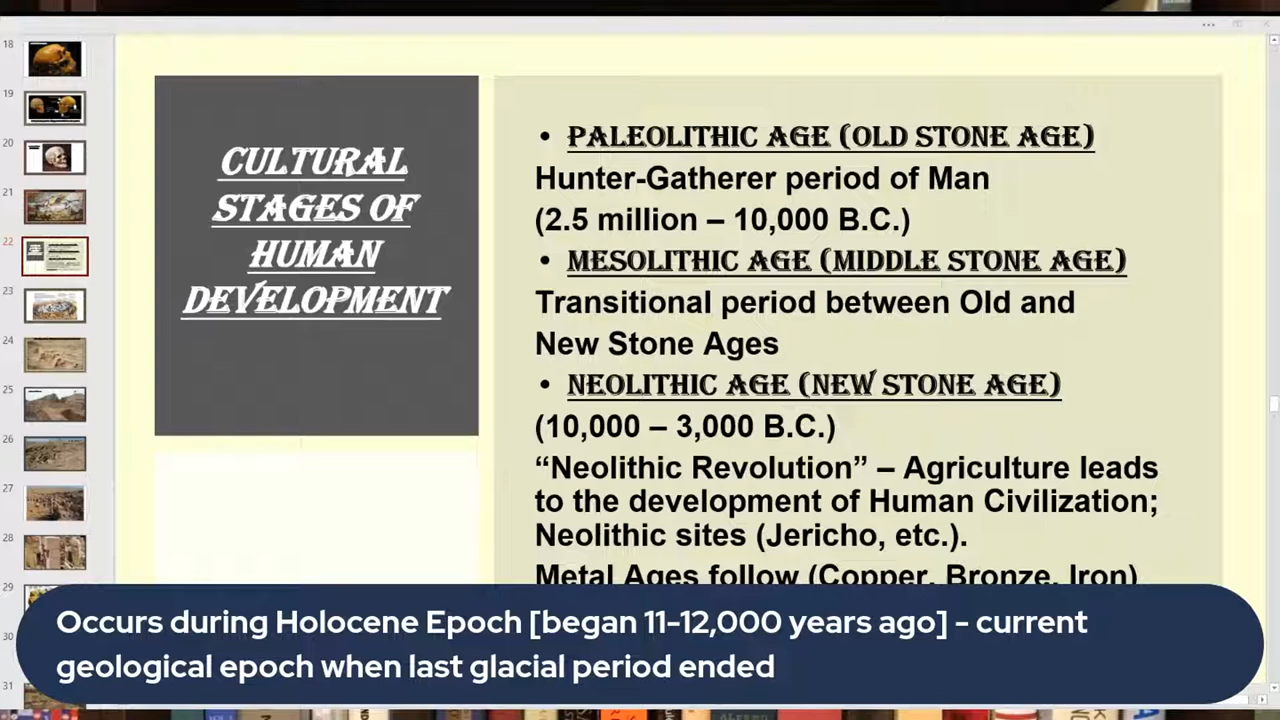 18
19
20
21
22
23
24
25
26
27
28
29
30
31
CULTURAL
STAGES OF
HUMAN
DEVELOPMENT
• PALEOLITHIC AGE (OLD STONE AGE)
Hunter-Gatherer period of Man
(2.5 million – 10,000 B.C.)
• MESOLITHIC AGE (MIDDLE STONE AGE)
Transitional period between Old and
New Stone Ages
• NEOLITHIC AGE (NEW STONE AGE)
(10,000 – 3,000 B.C.)
“Neolithic Revolution” – Agriculture leads
to the development of Human Civilization;
Neolithic sites (Jericho, etc.).
Metal Ages follow (Copper, Bronze, Iron)
Occurs during Holocene Epoch [began 11-12,000 years ago] - current
geological epoch when last glacial period ended